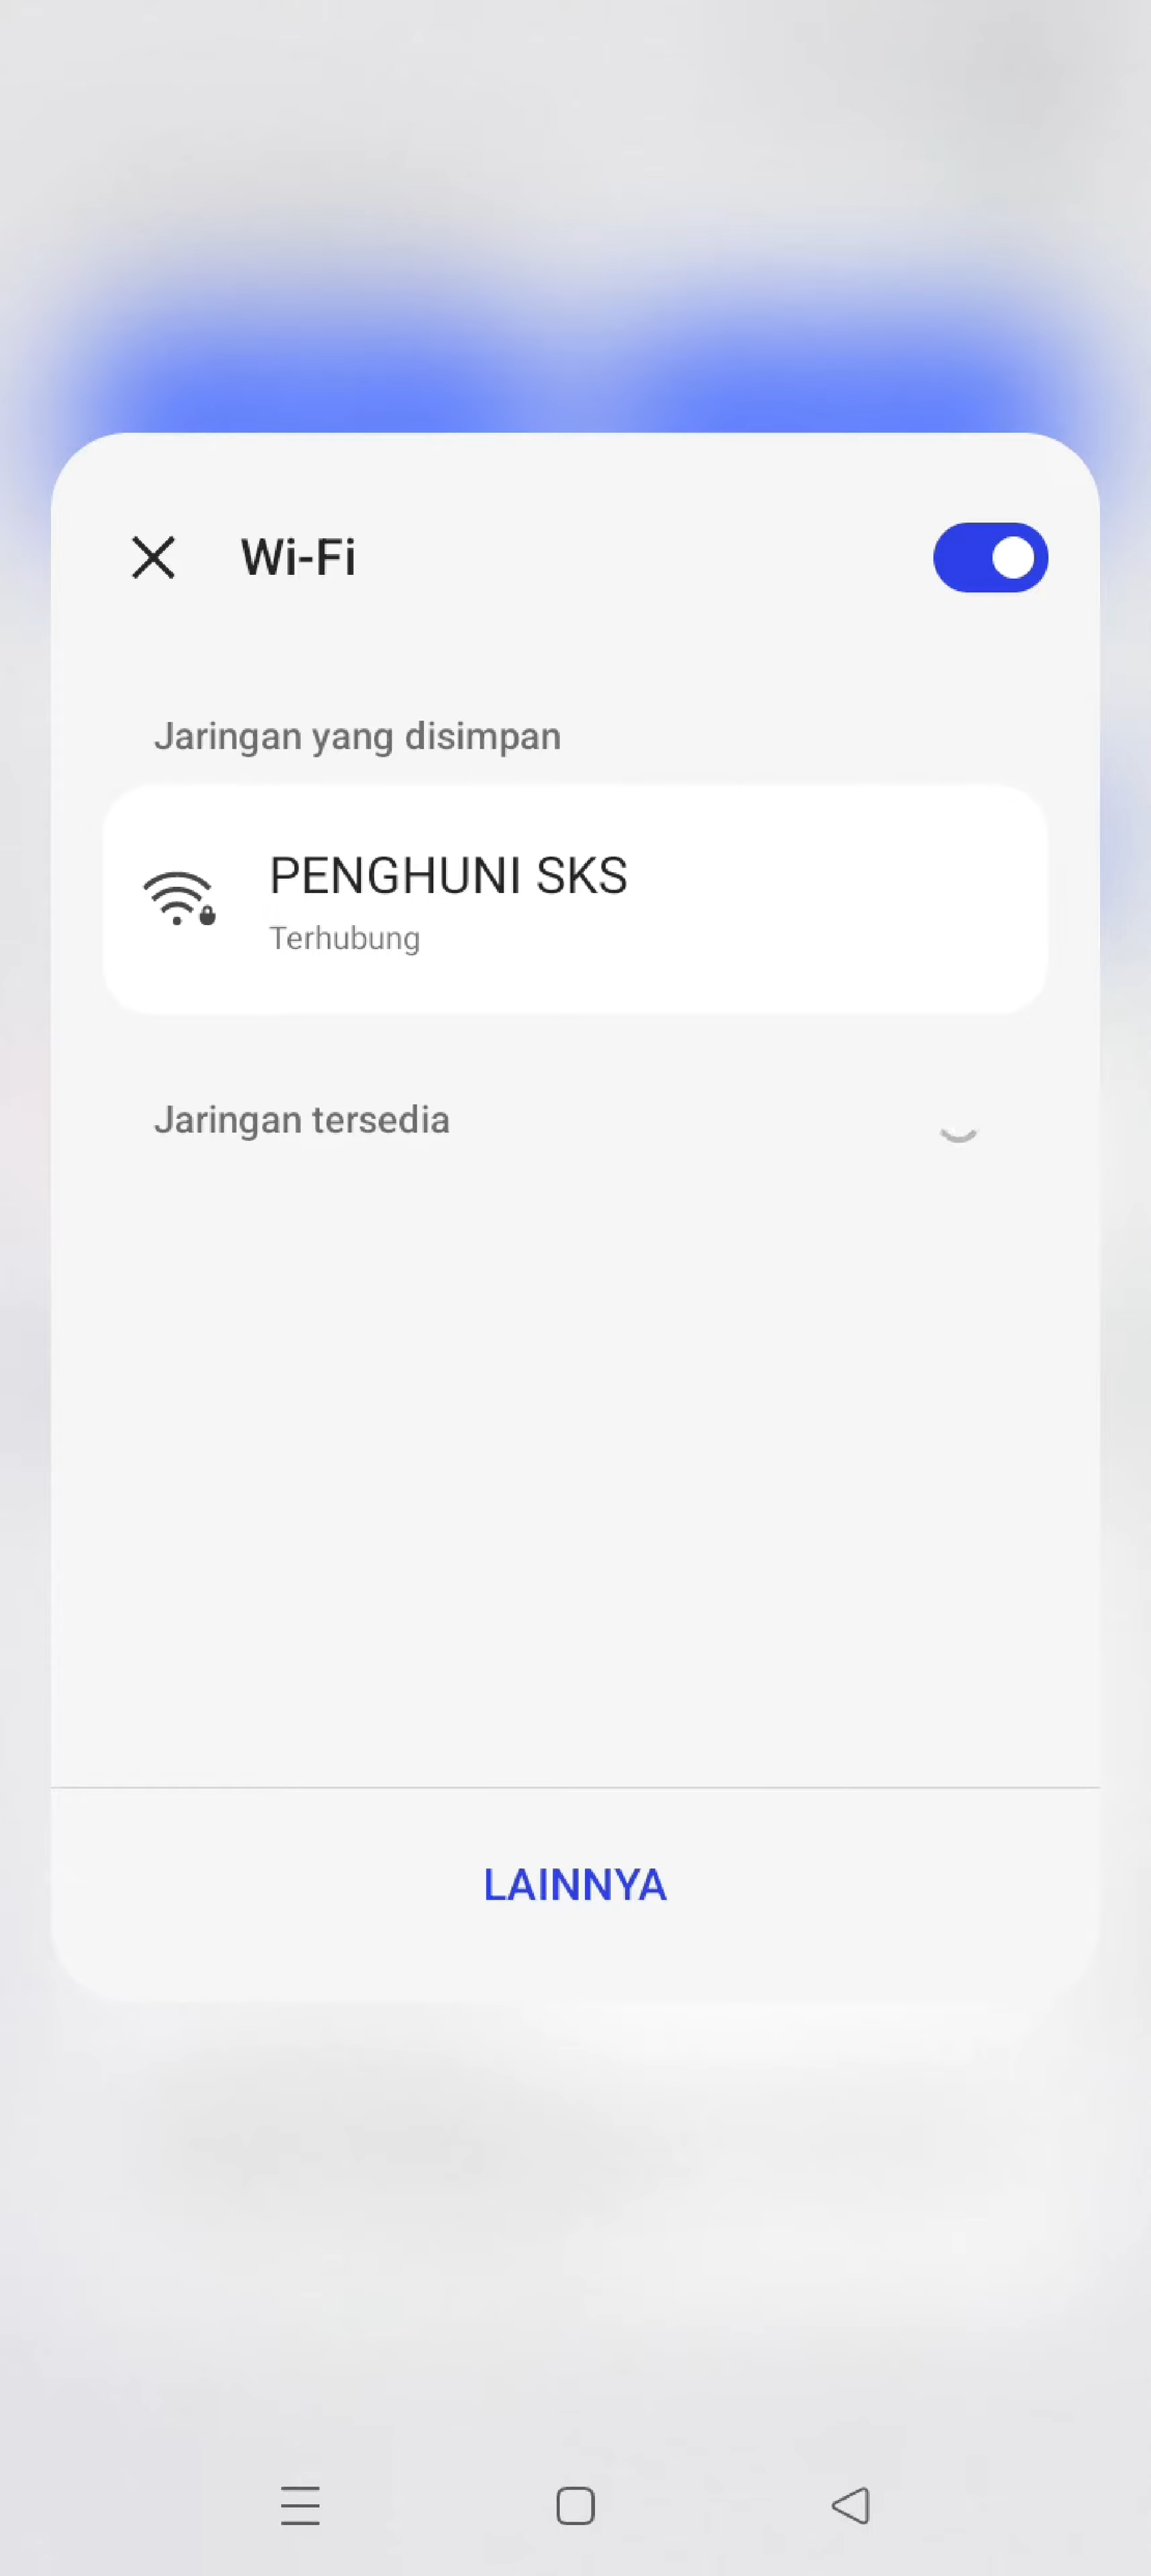 Wi-Fi
Jaringan yang disimpan
PENGHUNI SKS
Terhubung
Jaringan tersedia
LAINNYA